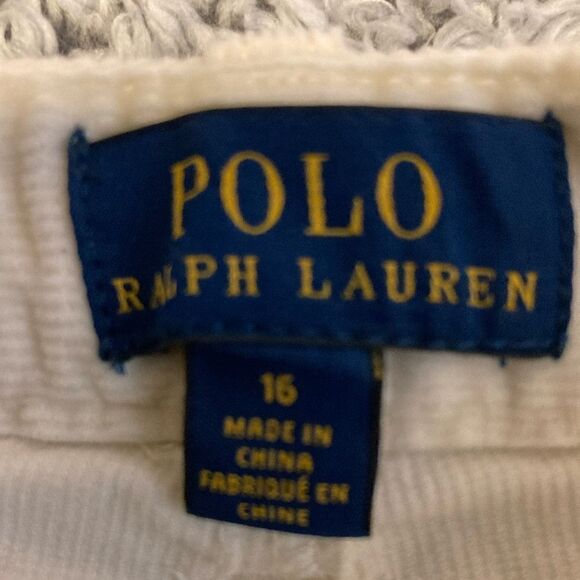 POLO
RALPH LAUREN
16
MADE IN
CHINA
FABRIQUÉ EN
CHINE